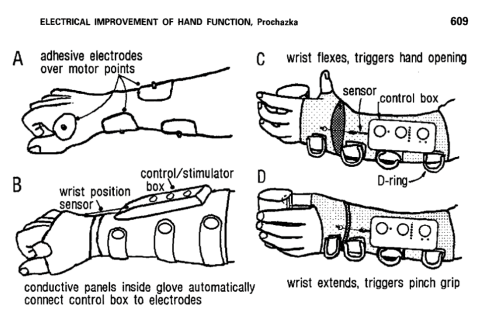 ELECTRICAL IMPROVEMENT OF HAND FUNCTION, Prochazka 609
A
adhesive electrodes
over motor points
C
wrist flexes, triggers hand opening
sensor
control box
D-ring
B
wrist position
sensor
control/stimulator
box
conductive panels inside glove automatically
connect control box to electrodes
D
wrist extends, triggers pinch grip